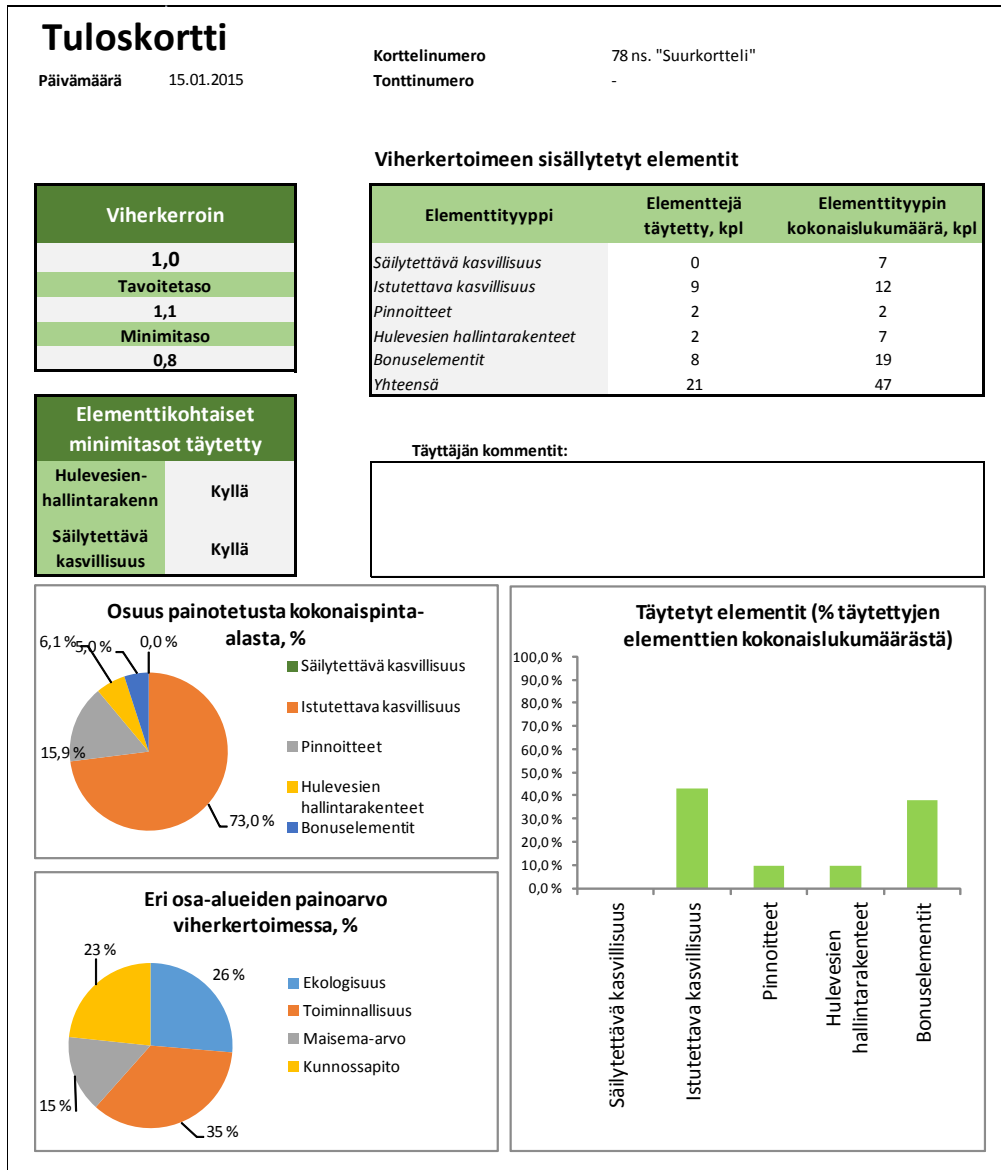 Tuloskortti
Päivämäärä 15.01.2015
Korttelinumero 78 ns. "Suurkortteli"
Tonttinumero -
Viherkertoimeen sisällytetyt elementit
Viherkerroin
1,0
Tavoitetaso
1,1
Minimitaso
0,8
Elementtityyppi Elementtejä täytetty, kpl Elementtityypin kokonaislukumäärä, kpl
Säilytettävä kasvillisuus 0 7
Istutettava kasvillisuus 9 12
Pinnoitteet 2 2
Hulevesien hallintarakenteet 2 7
Bonuselementit 8 19
Yhteensä 21 47
Elementtikohtaiset
minimitasot täytetty
Hulevesien-
hallintarakenn Kyllä
Säilytettävä
kasvillisuus Kyllä
Täyttäjän kommentit:
Osuus painotetusta kokonaispinta-
alasta, %
6,1 % 5,0 % 0,0 %
15,9 %
73,0 %
Säilytettävä kasvillisuus
Istutettava kasvillisuus
Pinnoitteet
Hulevesien
hallintarakenteet
Bonuselementit
Eri osa-alueiden painoarvo
viherkertoimessa, %
23 %
26 %
15 %
35 %
Ekologisuus
Toiminnallisuus
Maisema-arvo
Kunnossapito
Täytetyt elementit (% täytettyjen
elementtien kokonaislukumäärästä)
100,0 %
90,0 %
80,0 %
70,0 %
60,0 %
50,0 %
40,0 %
30,0 %
20,0 %
10,0 %
0,0 %
Säilytettävä kasvillisuus
Istutettava kasvillisuus
Pinnoitteet
Hulevesien
hallintarakenteet
Bonuselementit